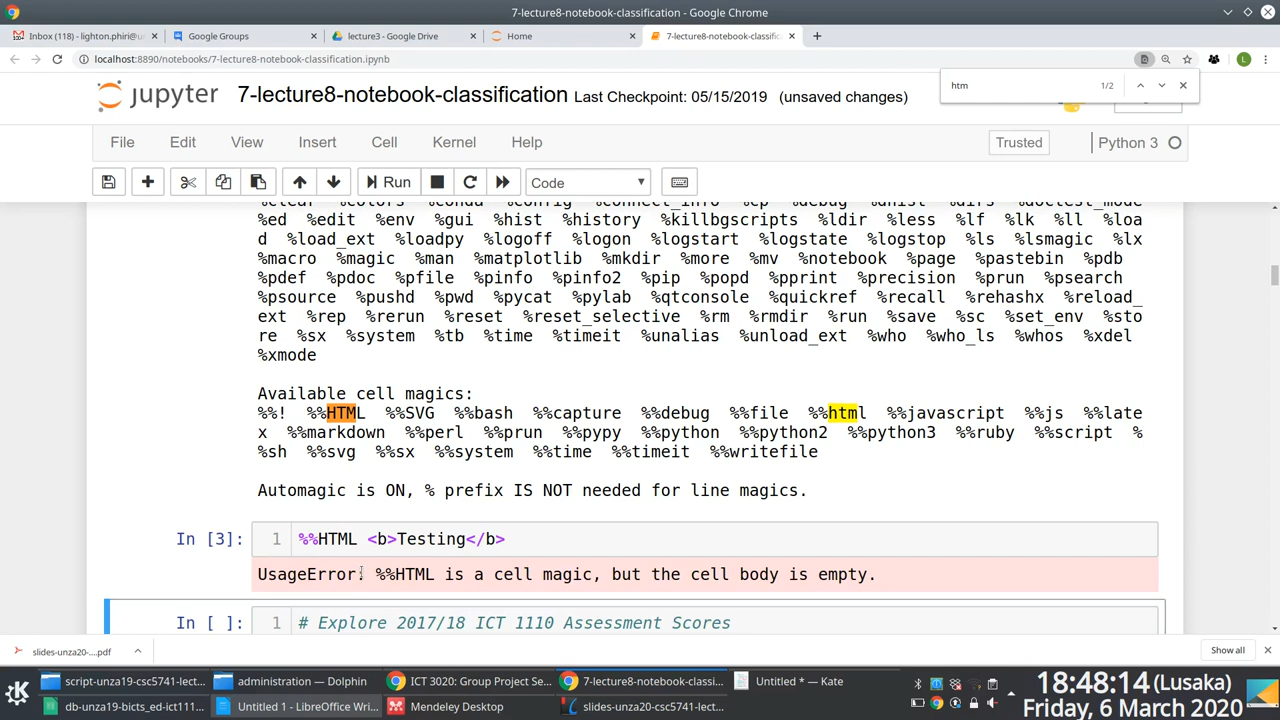 7-lecture8-notebook-classification - Google Chrome
Inbox (118) - lighton.phiri@u
Google Groups
lecture3 - Google Drive
Home
7-lecture8-notebook-classific
localhost:8890/notebooks/7-lecture8-notebook-classification.ipynb
L
htm 1/2
jupyter 7-lecture8-notebook-classification Last Checkpoint: 05/15/2019 (unsaved changes)
File Edit View Insert Cell Kernel Help Trusted Python 3
Run Code
%clear %colors %conda %config %connect_info %cp %debug %dhist %dirs %doctest_mode
%ed %edit %env %gui %hist %history %killbgscripts %ldir %less %lf %lk %ll %loa
d %load_ext %loadpy %logoff %logon %logstart %logstate %logstop %ls %lsmagic %lx
%macro %magic %man %matplotlib %mkdir %more %mv %notebook %page %pastebin %pdb
%pdef %pdoc %pfile %pinfo %pinfo2 %pip %popd %pprint %precision %prun %psearch
%psource %pushd %pwd %pycat %pylab %qtconsole %quickref %recall %rehashx %reload_
ext %rep %rerun %reset %reset_selective %rm %rmdir %run %save %sc %set_env %sto
re %sx %system %tb %time %timeit %unalias %unload_ext %who %who_ls %whos %xdel
%xmode
Available cell magics:
%%! %%HTML %%SVG %%bash %%capture %%debug %%file %%html %%javascript %%js %%late
x %%markdown %%perl %%prun %%pypy %%python %%python2 %%python3 %%ruby %%script %
%sh %%svg %%sx %%system %%time %%timeit %%writefile
Automagic is ON, % prefix IS NOT needed for line magics.
In [3]: 1 %%HTML <b>Testing</b>
UsageError: %%HTML is a cell magic, but the cell body is empty.
In [ ]: 1 # Explore 2017/18 ICT 1110 Assessment Scores
slides-unza20-....pdf
Show all
script-unza19-csc5741-lect...
administration — Dolphin
ICT 3020: Group Project Se...
7-lecture8-notebook-classi...
Untitled * — Kate
db-unza19-bicts_ed-ict111...
Untitled 1 - LibreOffice Wri...
Mendeley Desktop
slides-unza20-csc5741-lect...
18:48:14 (Lusaka)
Friday, 6 March 2020